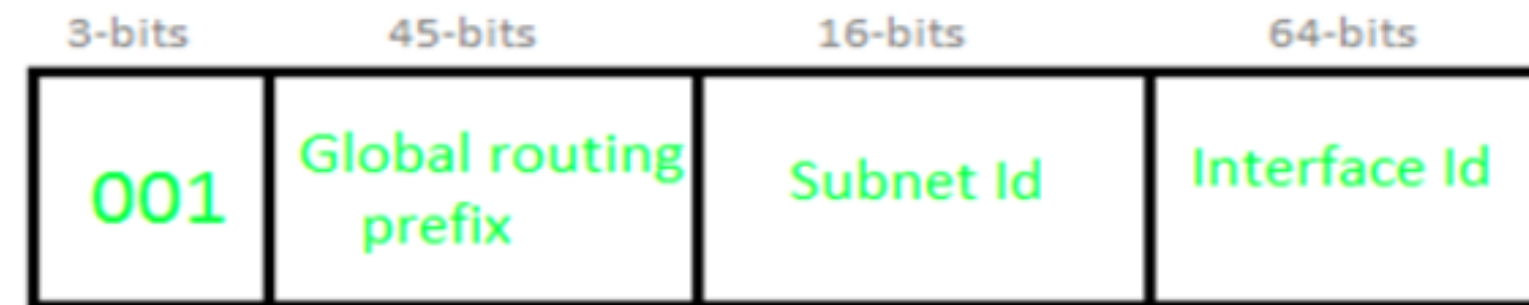 3-bits 45-bits 16-bits 64-bits
001
Global routing
prefix
Subnet Id
Interface Id